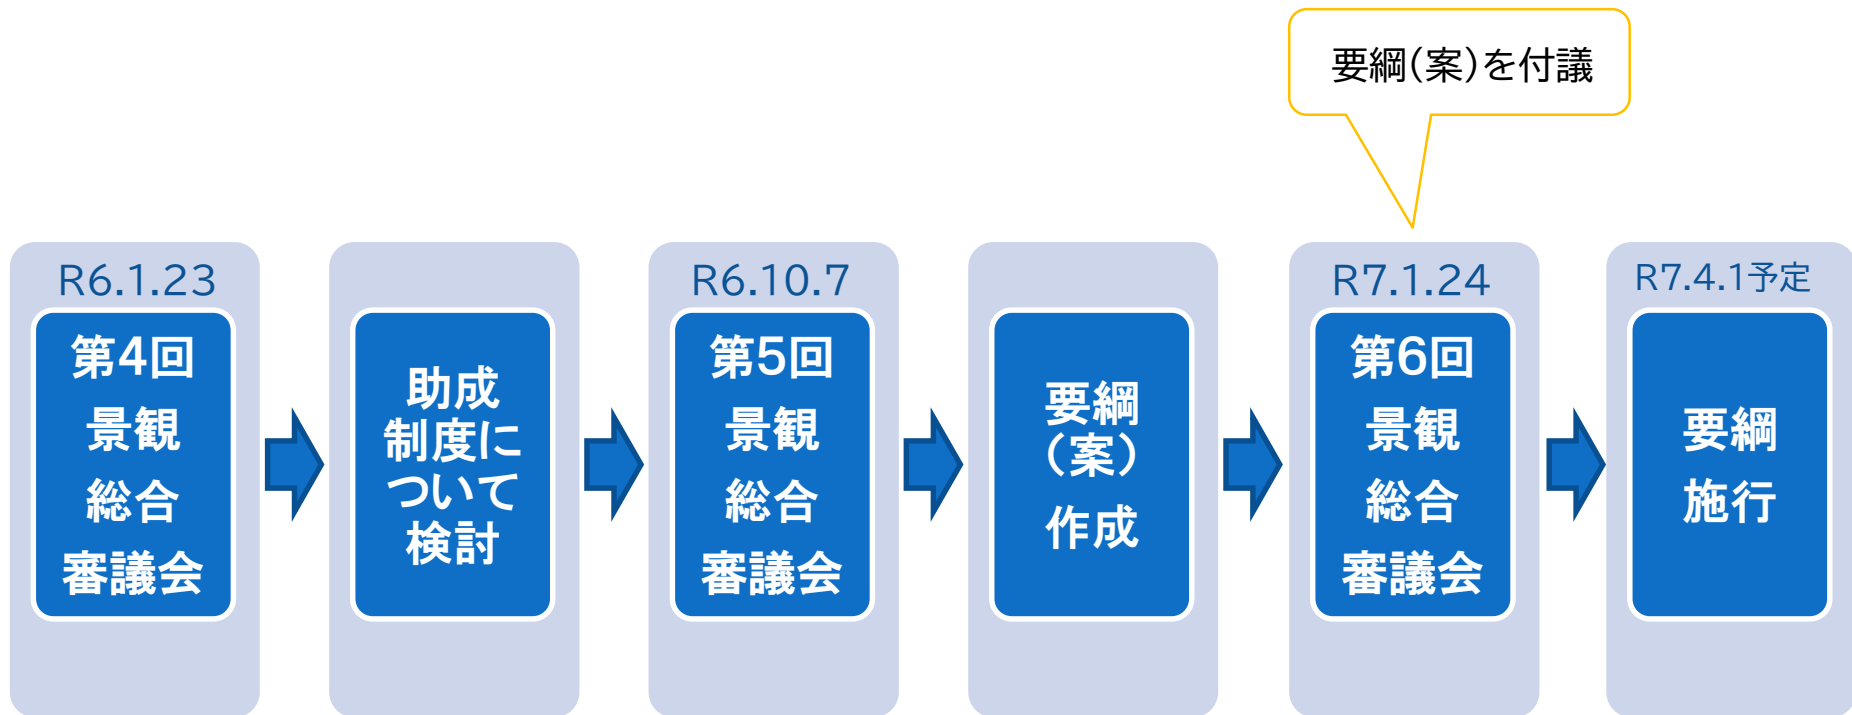 要綱(案)を付議
R6.1.23
第4回
景観
総合
審議会
助成
制度に
ついて
検討
R6.10.7
第5回
景観
総合
審議会
要綱
(案)
作成
R7.1.24
第6回
景観
総合
審議会
R7.4.1予定
要綱
施行